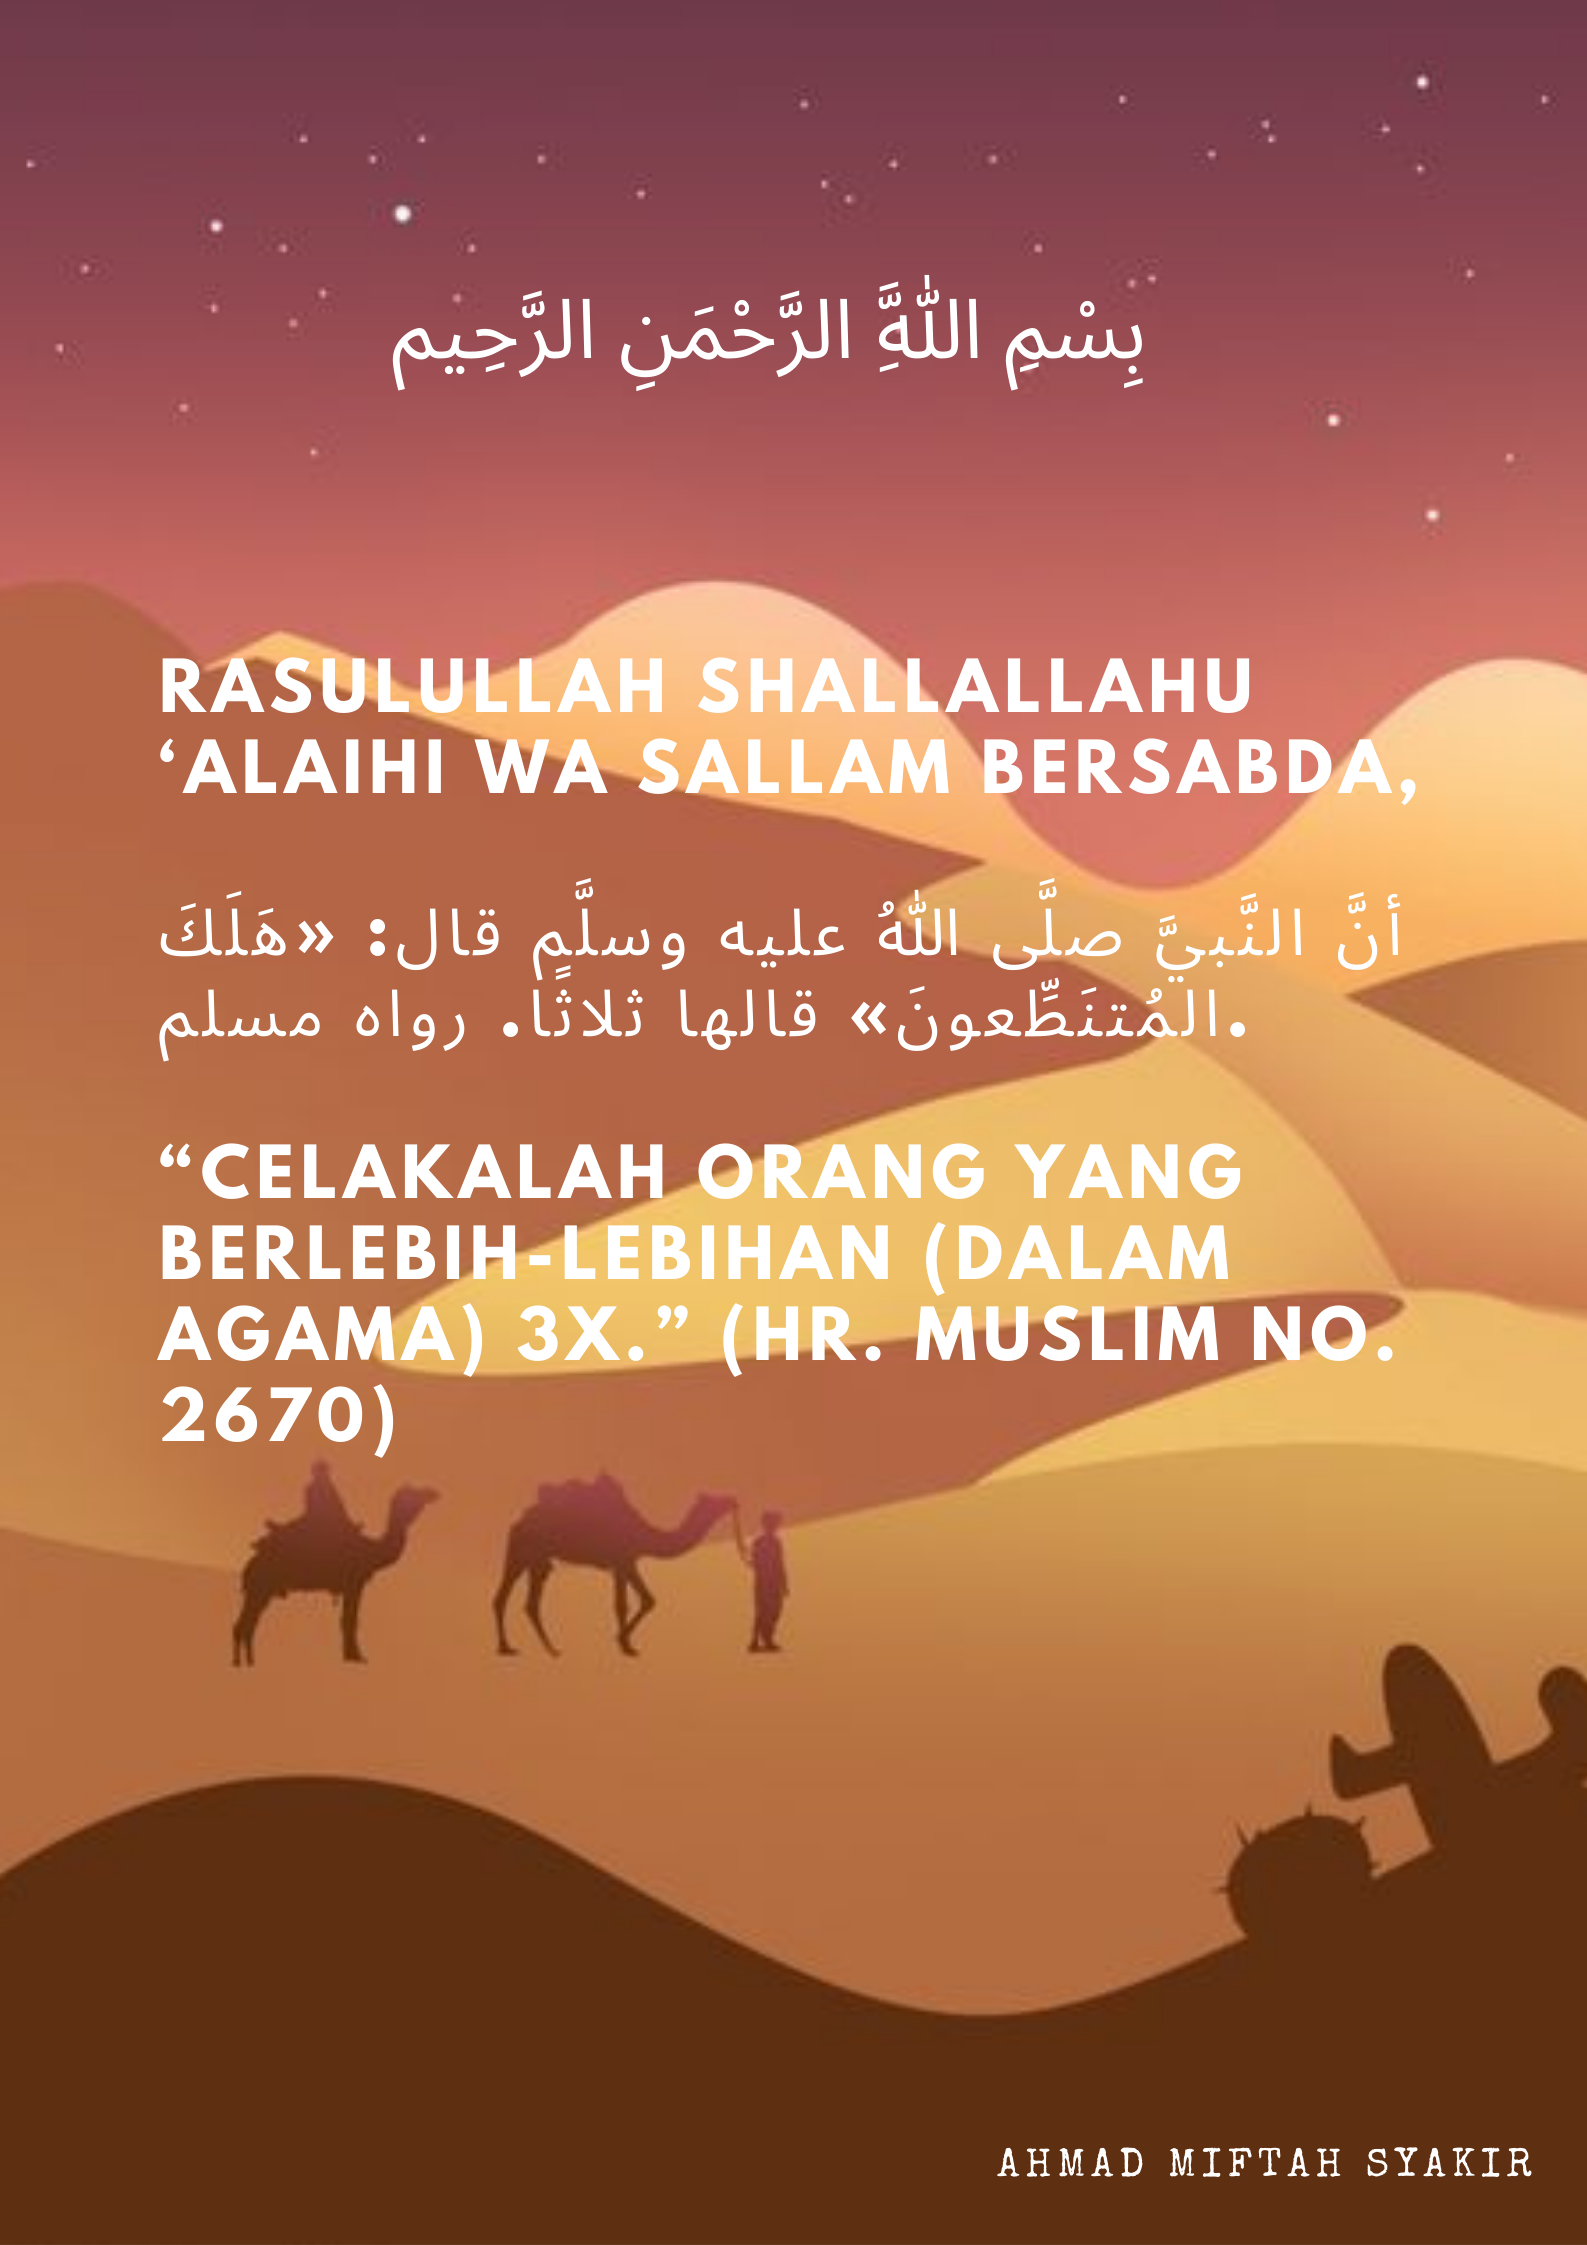 بِسْمِ اللّٰهَِّ الرَّحْمَنِ الرَّحِيم
RASULULLAH SHALLALLAHU
‘ALAIHI WA SALLAM BERSABDA,
أنَّ النَّبيَّ صلَّى اللّٰهُ عليه وسلَّمٍ قال: «هَلَكَ
المُتنَطِّعونَ» قالها ثلاثًا. رواه مسلم.
“CELAKALAH ORANG YANG
BERLEBIH-LEBIHAN (DALAM
AGAMA) 3X.” (HR. MUSLIM NO.
2670)
AHMAD MIFTAH SYAKIR